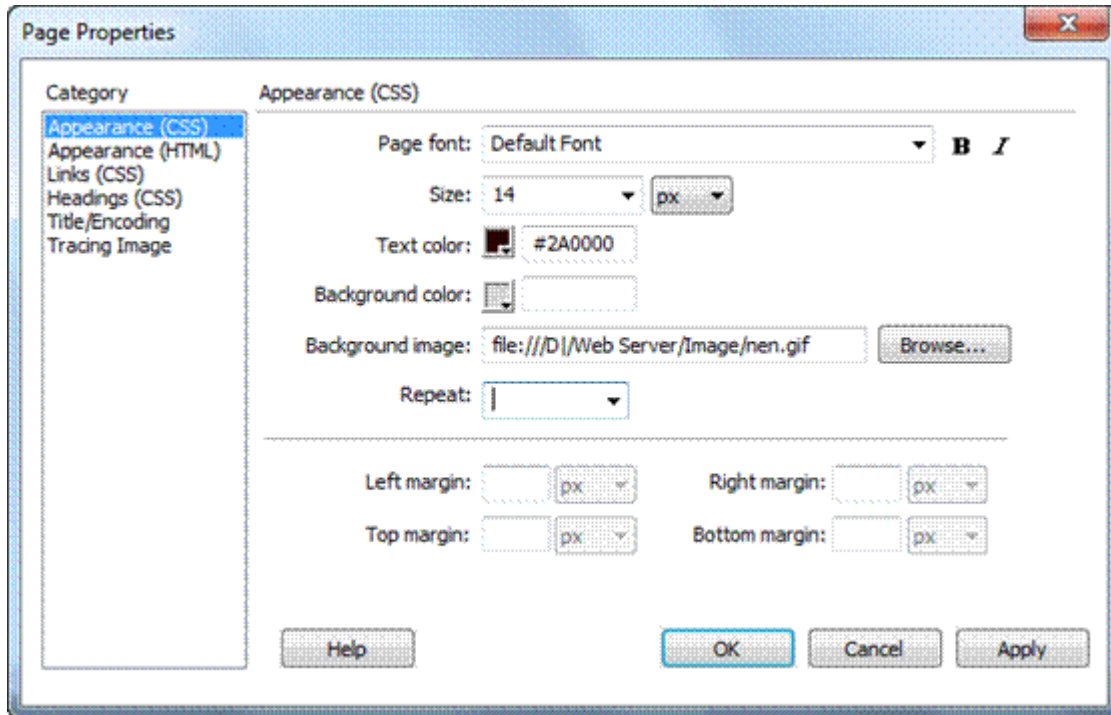 Page Properties
Category
Appearance (CSS)
Appearance (HTML)
Links (CSS)
Headings (CSS)
Title/Encoding
Tracing Image
Appearance (CSS)
Page font: Default Font B I
Size: 14 px
Text color: #2A0000
Background color:
Background image: file:///D|/Web Server/Image/nen.gif Browse...
Repeat:
Left margin: px Right margin: px
Top margin: px Bottom margin: px
Help OK Cancel Apply